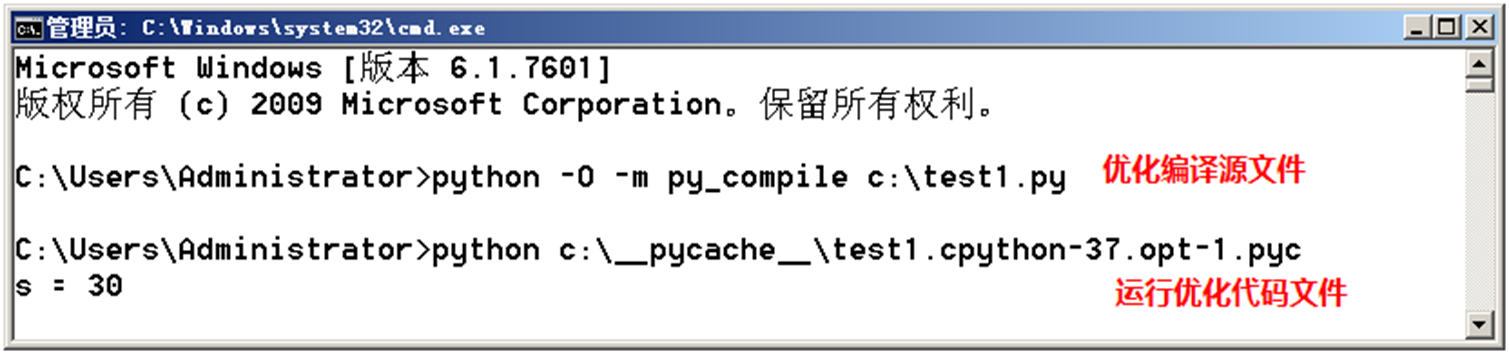 管理员: C:\Windows\system32\cmd.exe
Microsoft Windows [版本 6.1.7601]
版权所有 (c) 2009 Microsoft Corporation。保留所有权利。
C:\Users\Administrator>python -O -m py_compile c:\test1.py 优化编译源文件
C:\Users\Administrator>python c:\__pycache__\test1.cpython-37.opt-1.pyc
s = 30 运行优化代码文件